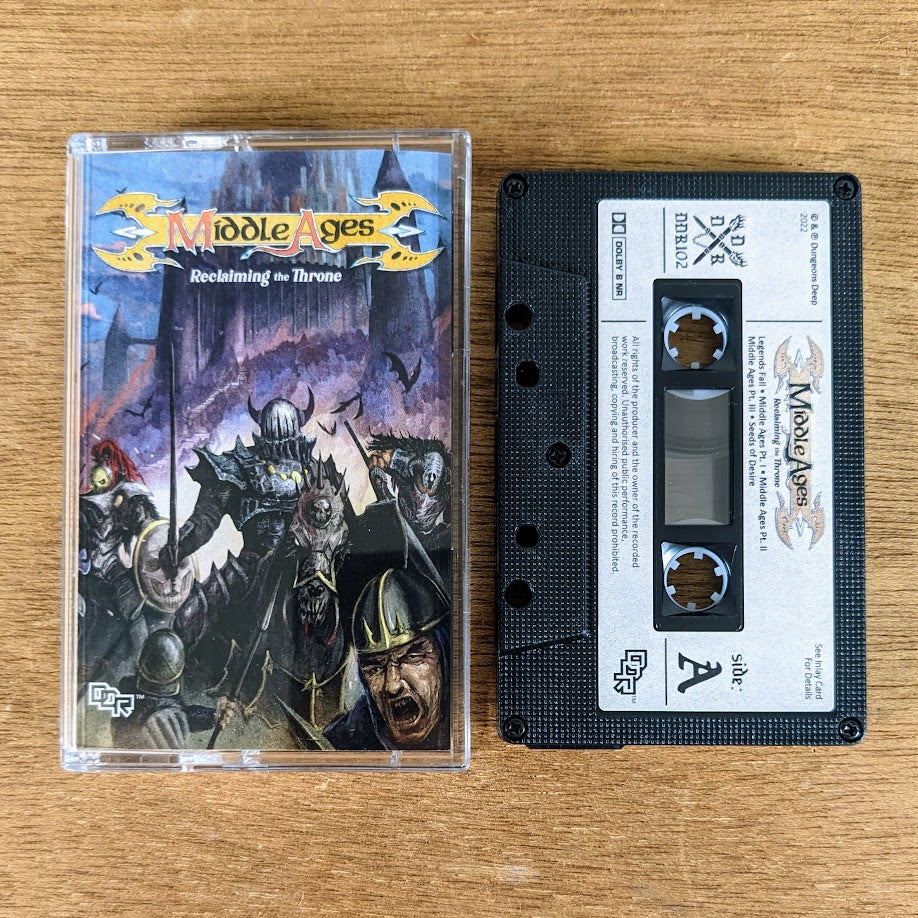 Middle Ages
Reclaiming the Throne
DDR™
© & ℗ Dungeons Deep
2022
D D
D R
DDR102
DOLBY B NR
Middle Ages
Reclaiming the Throne
Legends Fall • Middle Ages Pt. I • Middle Ages Pt. II
Middle Ages Pt. III • Seeds of Desire
All rights of the producer and the owner of the recorded
work reserved. Unauthorised public performance,
broadcasting, copying and hiring of this record prohibited.
See Inlay Card
For Details
side:
A
DDR™